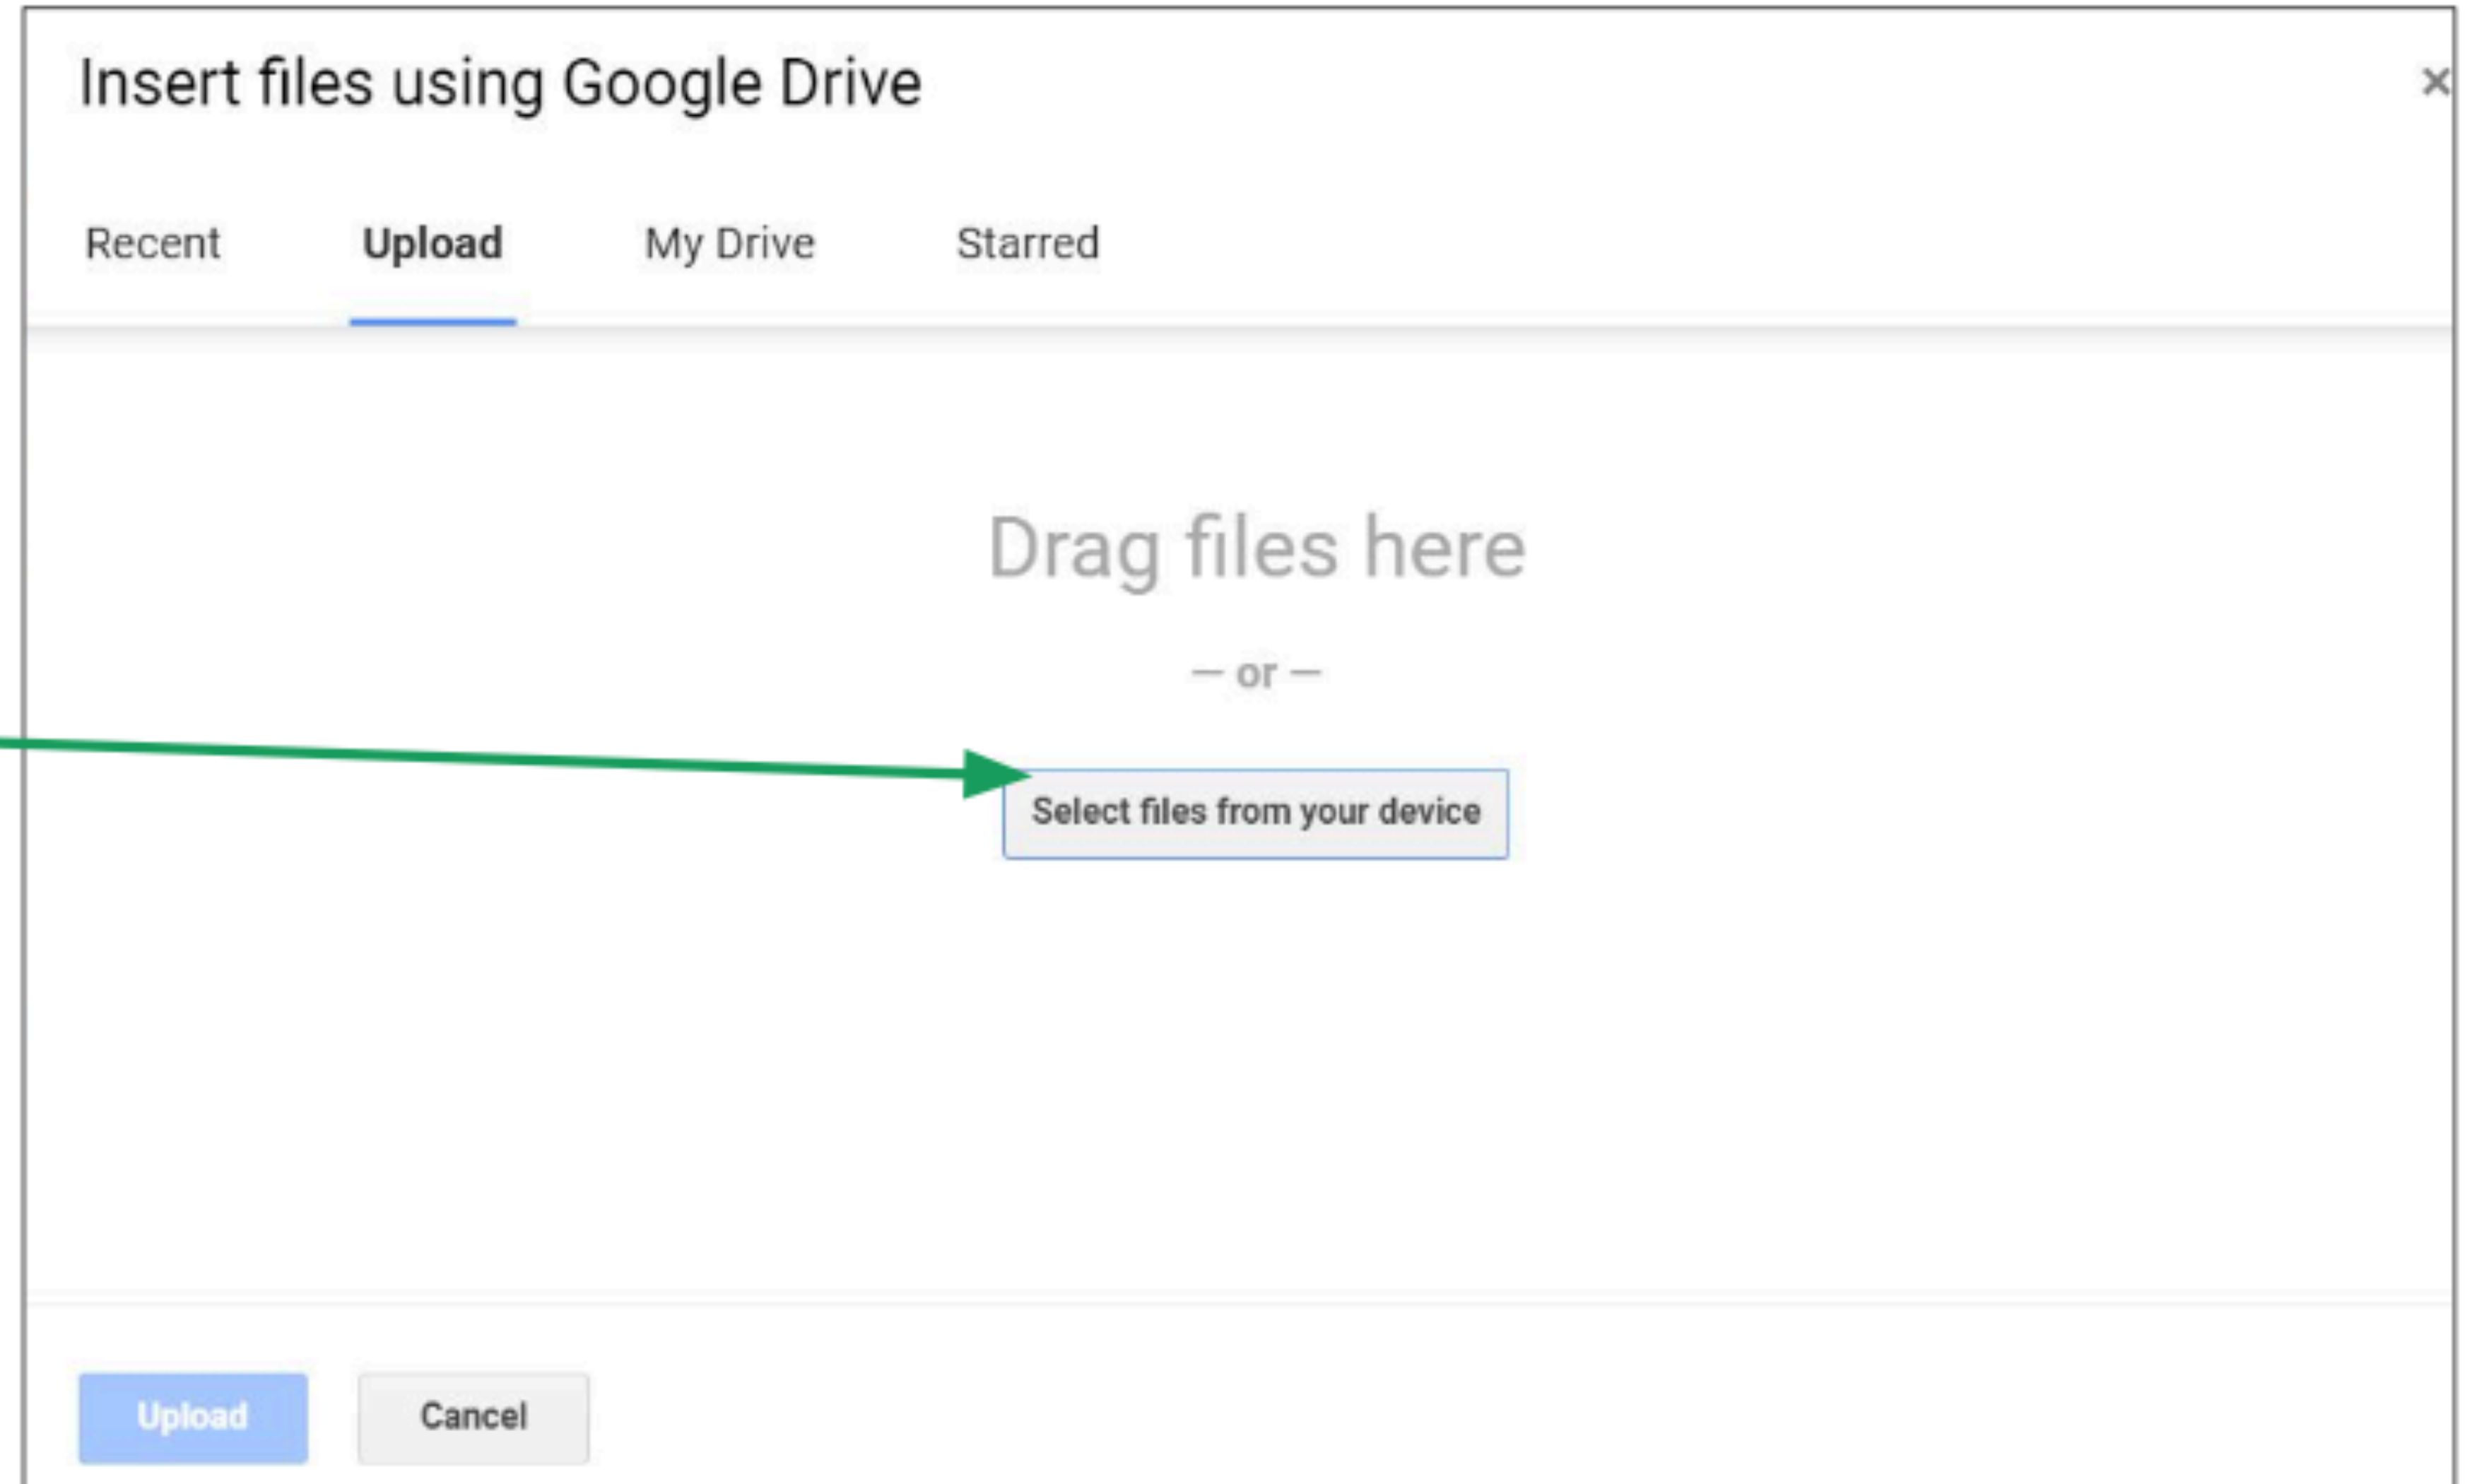 Insert files using Google Drive ×
Recent Upload My Drive Starred
Drag files here
— or —
Select files from your device
Upload Cancel